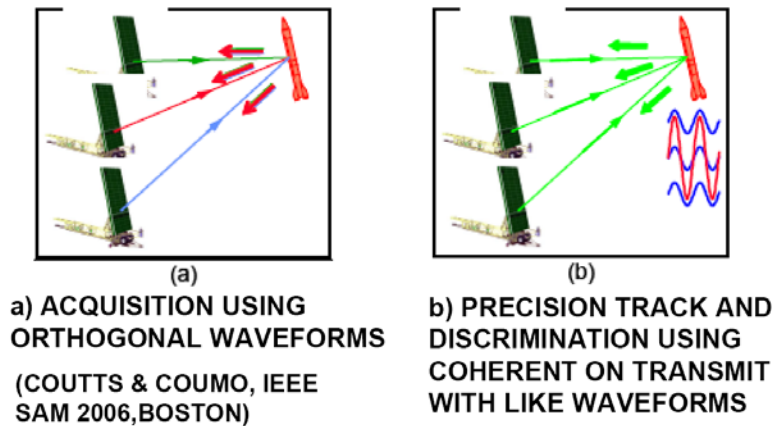 (a)
a) ACQUISITION USING
ORTHOGONAL WAVEFORMS
(COUTTS & COUMO, IEEE
SAM 2006,BOSTON)
(b)
b) PRECISION TRACK AND
DISCRIMINATION USING
COHERENT ON TRANSMIT
WITH LIKE WAVEFORMS